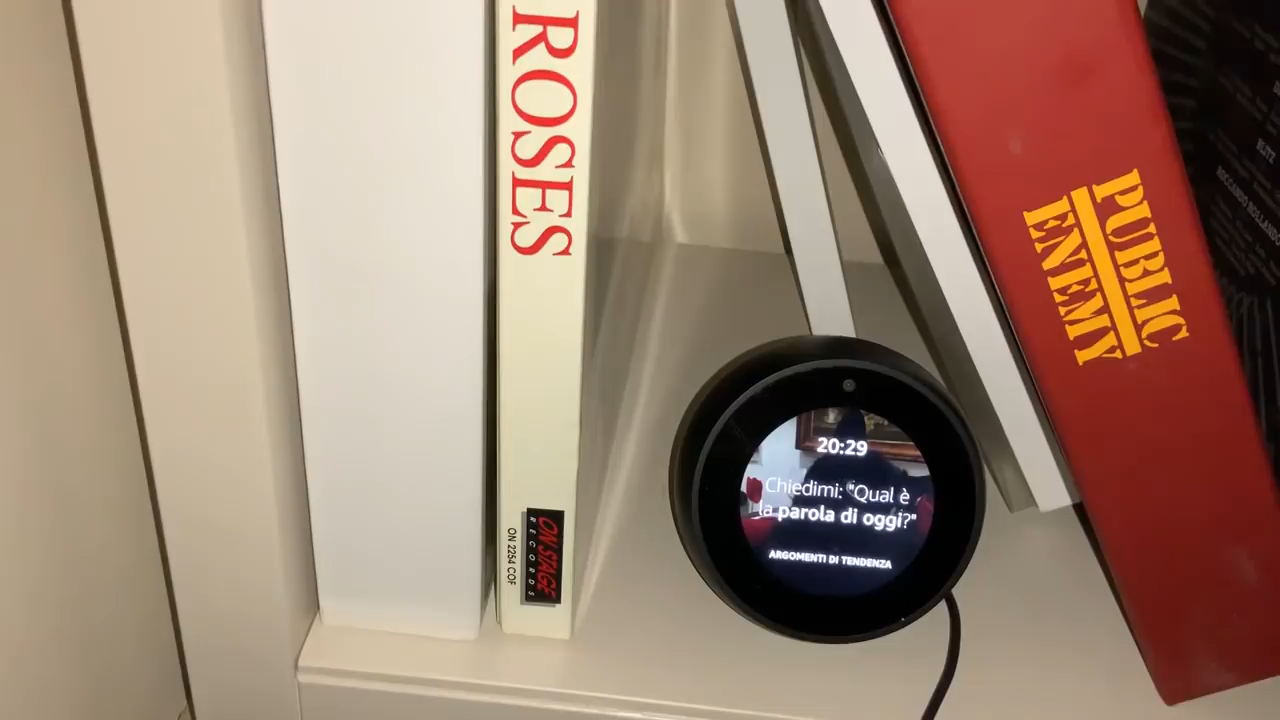 ROSES
ON STAGE
RECORDS
ON 2254 COF
20:29
Chiedimi: "Qual è
la parola di oggi?"
ARGOMENTI DI TENDENZA
PUBLIC
ENEMY
BLITZ